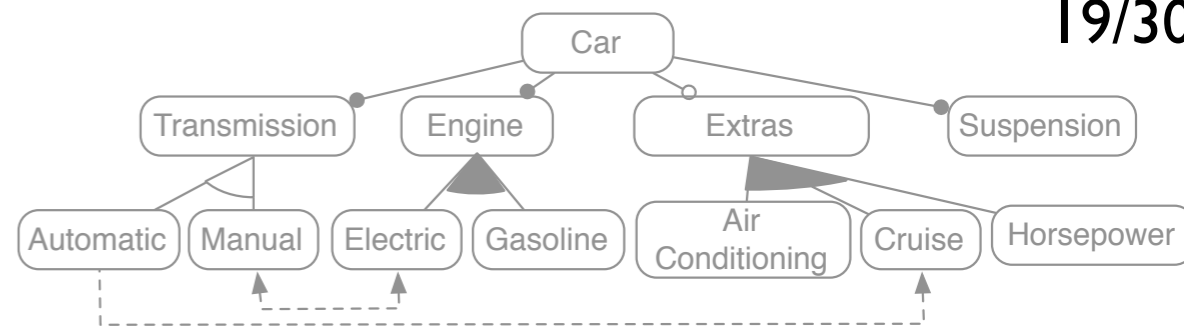 19/30
Car
Transmission
Engine
Extras
Suspension
Automatic
Manual
Electric
Gasoline
Air
Conditioning
Cruise
Horsepower